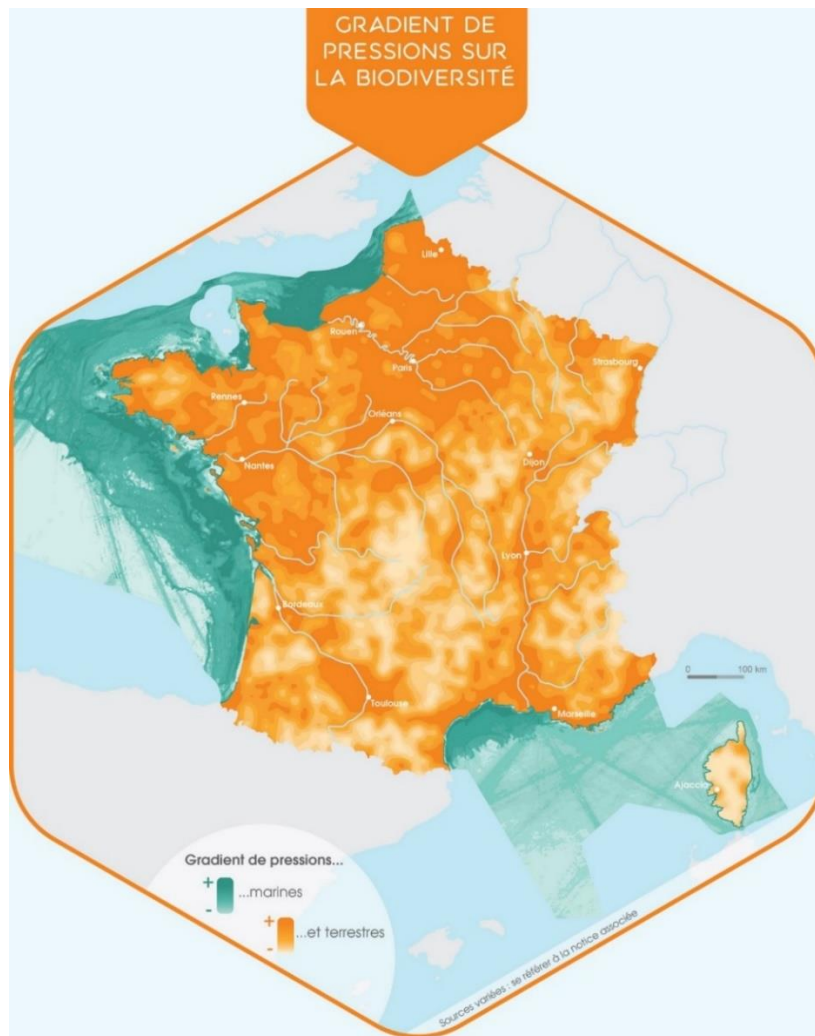 GRADIENT DE
PRESSIONS SUR
LA BIODIVERSITÉ
Lille
Rouen
Paris
Strasbourg
Rennes
Orléans
Nantes
Dijon
Lyon
Bordeaux
100 km
Toulouse
Marseille
Ajaccio
Gradient de pressions...
+
...marines
-
+
...et terrestres
-
Sources variées : se référer à la notice associée